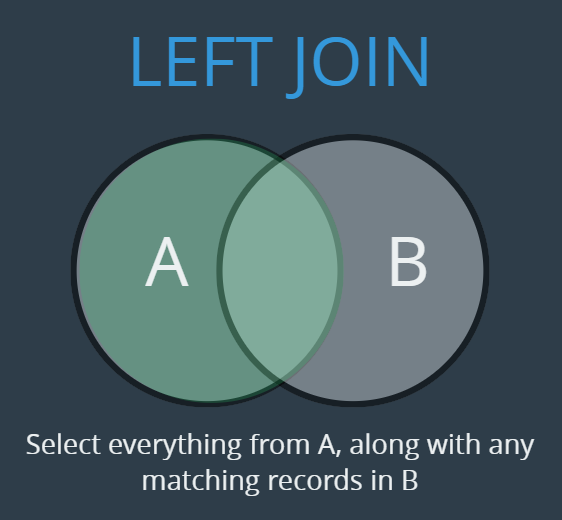 LEFT JOIN
A
B
Select everything from A, along with any
matching records in B